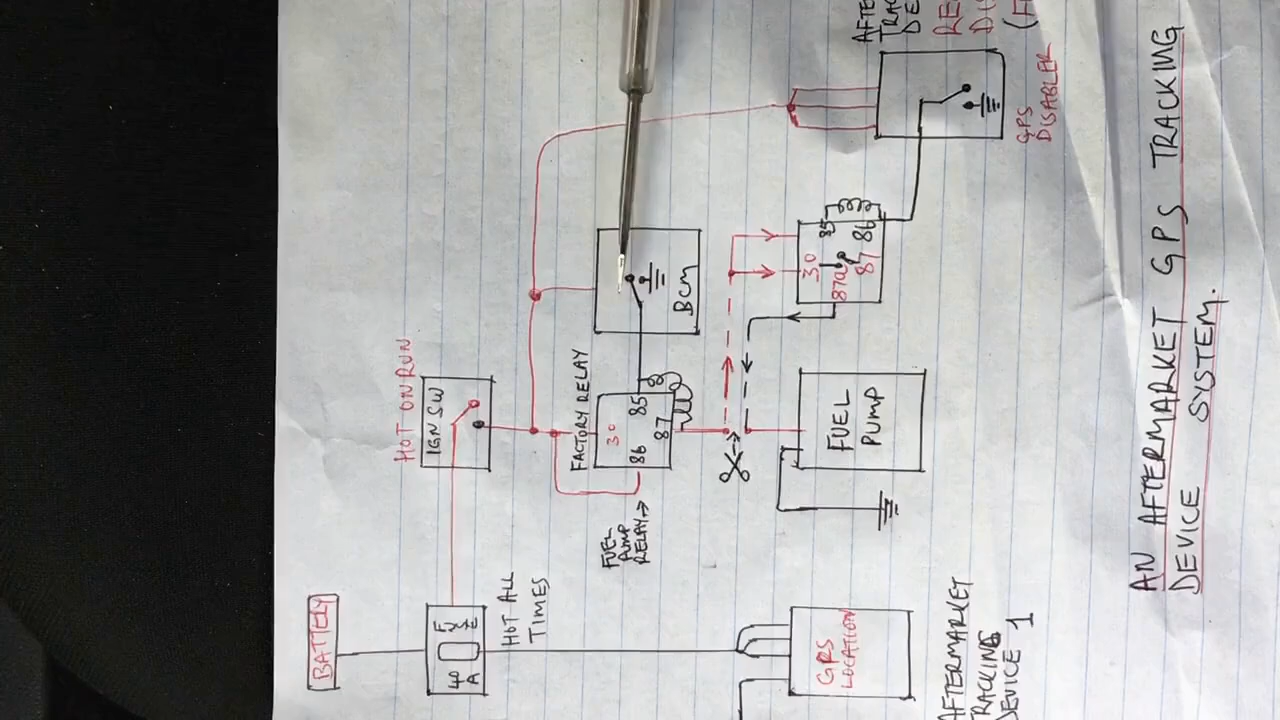 BATTERY
40 A
FUSE
HOT ALL
TIMES
HOT ON RUN
IGN SW
FACTORY RELAY
30
86
85
87
FUEL
PUMP
RELAY→
BCM
FUEL
PUMP
30
85
86
87a
87
GPS
LOCATION
AFTERMARKET
TRACKING
DEVICE 1
GPS
DISABLER
AN AFTERMARKET GPS TRACKING
DEVICE SYSTEM.